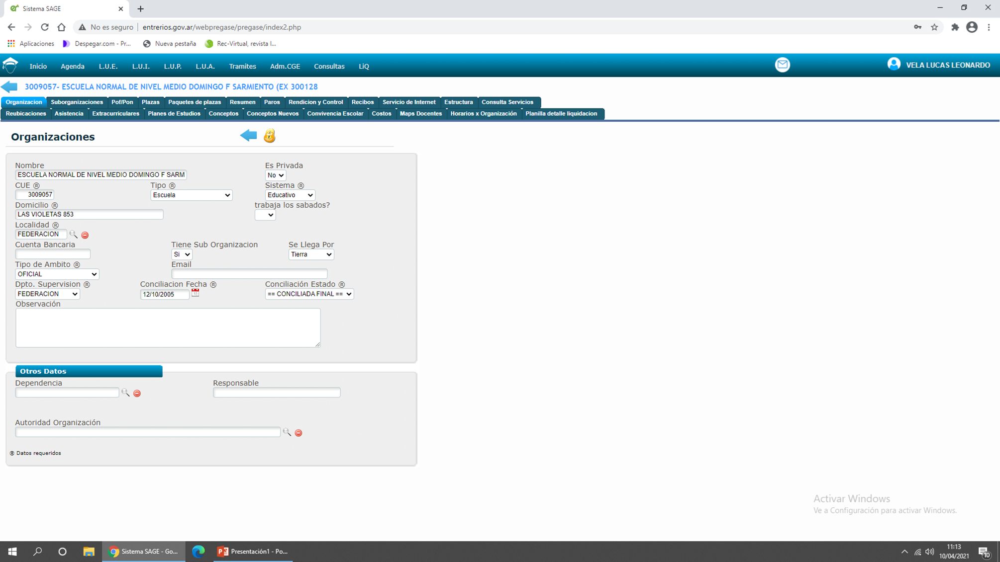 Sistema SAGE
No es seguro | entrerios.gov.ar/webpregase/pregase/index2.php
Aplicaciones Despegar.com - Pr... Nueva pestaña Rec-Virtual, revista l...
Inicio Agenda L.U.E. L.U.I. L.U.P. L.U.A. Tramites Adm.CGE Consultas LiQ VELA LUCAS LEONARDO
3009057- ESCUELA NORMAL DE NIVEL MEDIO DOMINGO F SARMIENTO (EX 300128
Organizacion Suborganizaciones Pof/Pon Plazas Paquetes de plazas Resumen Paros Rendicion y Control Recibos Servicio de Internet Estructura Consulta Servicios
Reubicaciones Asistencia Extracurriculares Planes de Estudios Conceptos Conceptos Nuevos Convivencia Escolar Costos Maps Docentes Horarios x Organización Planilla detalle liquidacion
Organizaciones
Nombre Es Privada
ESCUELA NORMAL DE NIVEL MEDIO DOMINGO F SARM No
CUE ® Tipo ® Sistema ®
3009057 Escuela Educativo
Domicilio ® trabaja los sabados?
LAS VIOLETAS 853
Localidad ®
FEDERACION
Cuenta Bancaria Tiene Sub Organizacion Se Llega Por
Si Tierra
Tipo de Ambito ® Email
OFICIAL
Dpto. Supervision ® Conciliacion Fecha ® Conciliación Estado ®
FEDERACION 12/10/2005 == CONCILIADA FINAL ==
Observación
Otros Datos
Dependencia Responsable
Autoridad Organización
® Datos requeridos
Activar Windows
Ve a Configuración para activar Windows.
Sistema SAGE - Go... Presentación1 - Po... 11:13
10/04/2021 10